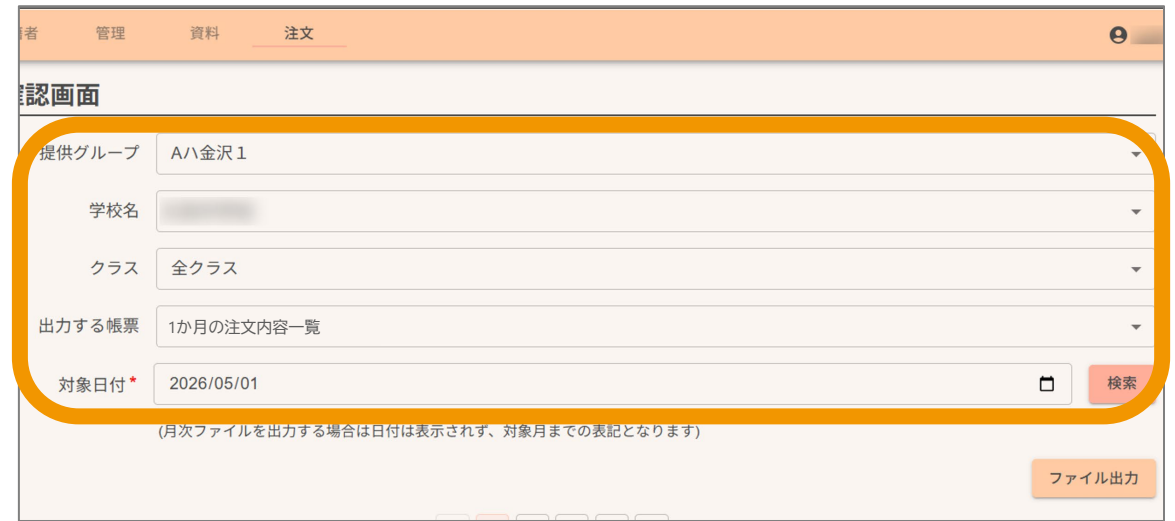 者 管理 資料 注文
認画面
提供グループ Aハ金沢１
学校名
クラス 全クラス
出力する帳票 1か月の注文内容一覧
対象日付* 2026/05/01 検索
(月次ファイルを出力する場合は日付は表示されず、対象月までの表記となります)
ファイル出力